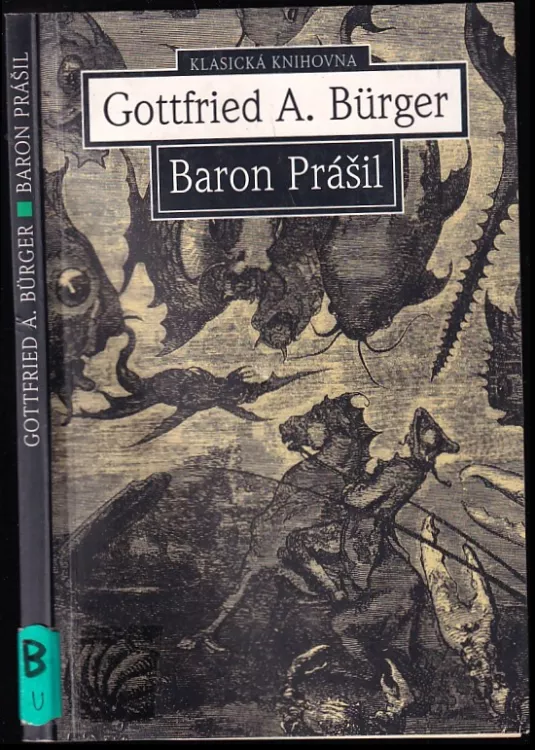 KLASICKÁ KNIHOVNA
Gottfried A. Bürger
Baron Prášil
GOTTFRIED A. BÜRGER ■ BARON PRÁŠIL
B
U